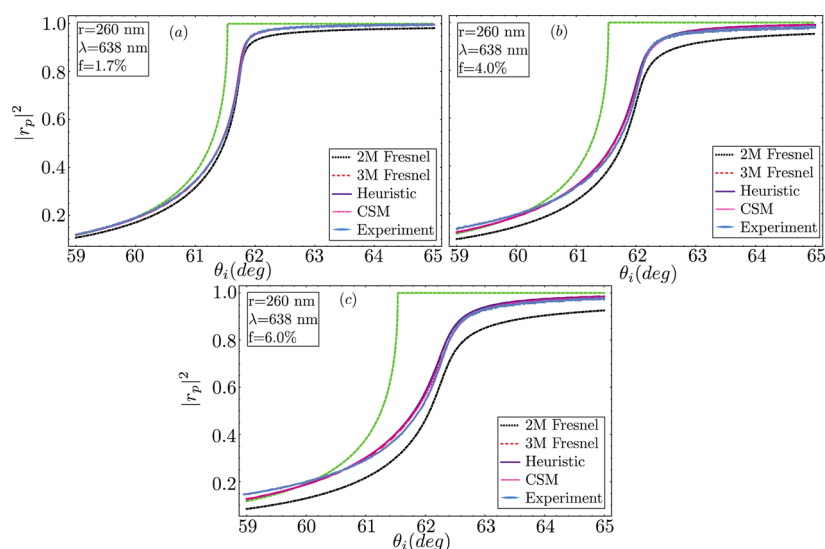 r=260 nm
λ=638 nm
f=1.7%
(a)
1.0
0.8
0.6
0.4
0.2
|r_p|^2
2M Fresnel
3M Fresnel
Heuristic
CSM
Experiment
59 60 61 62 63 64 65
θ_i(deg)
r=260 nm
λ=638 nm
f=4.0%
(b)
2M Fresnel
3M Fresnel
Heuristic
CSM
Experiment
59 60 61 62 63 64 65
θ_i(deg)
r=260 nm
λ=638 nm
f=6.0%
(c)
1.0
0.8
0.6
0.4
0.2
|r_p|^2
2M Fresnel
3M Fresnel
Heuristic
CSM
Experiment
59 60 61 62 63 64 65
θ_i(deg)